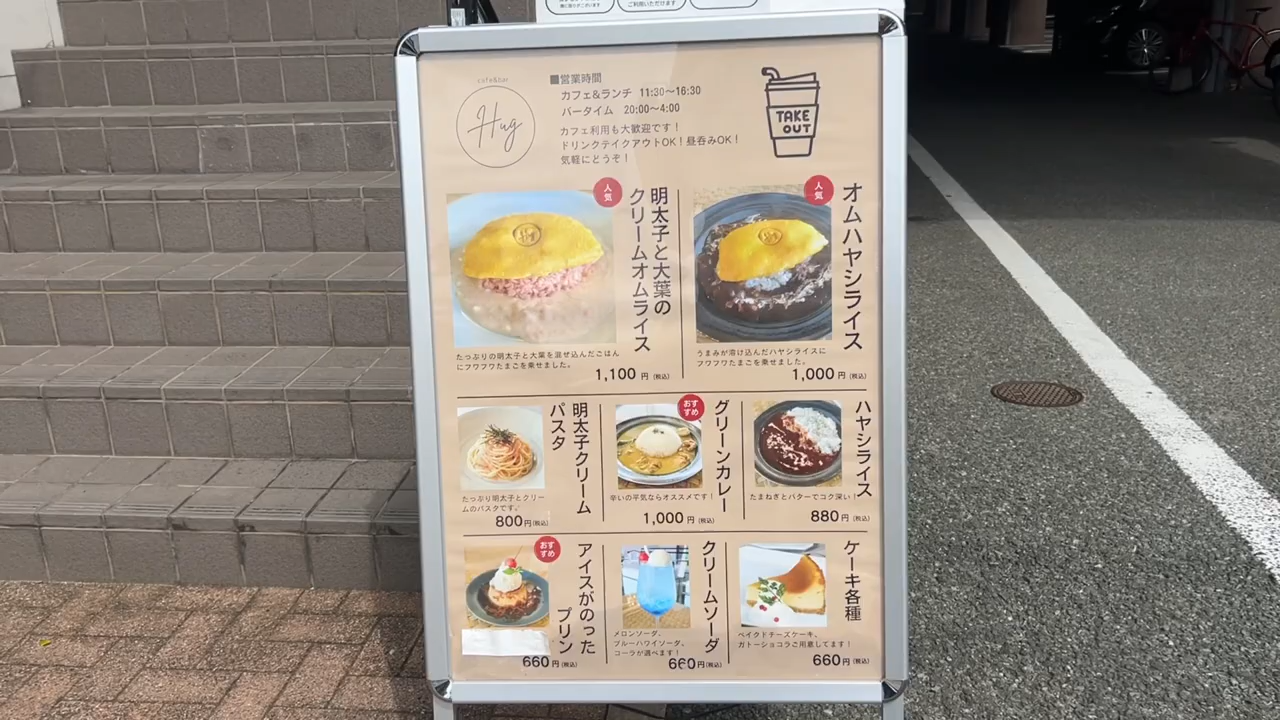 ご利用いただけます
cafe&bar
Hug
■営業時間
カフェ&ランチ 11:30〜16:30
バータイム 20:00〜4:00
カフェ利用も大歓迎です！
ドリンクテイクアウトOK！昼呑みOK！
気軽にどうぞ！
TAKE
OUT
人気
オムハヤシライス
うまみが溶け込んだハヤシライスに
フワフワたまごを乗せました。
1,000円(税込)
人気
明太子と大葉の
クリームオムライス
たっぷりの明太子と大葉を混ぜ込んだごはん
にフワフワたまごを乗せました。
1,100円(税込)
ハヤシライス
たまねぎとバターでコク深い！
880円(税込)
おすすめ
グリーンカレー
辛いの平気ならオススメです！
1,000円(税込)
明太子クリーム
パスタ
たっぷり明太子とクリー
ムのパスタです。
800円(税込)
ケーキ各種
ベイクドチーズケーキ、
ガトーショコラご用意してます！
660円(税込)
クリームソーダ
メロンソーダ、
ブルーハワイソーダ、
コーラが選べます！
660円(税込)
おすすめ
アイスがのった
プリン
660円(税込)